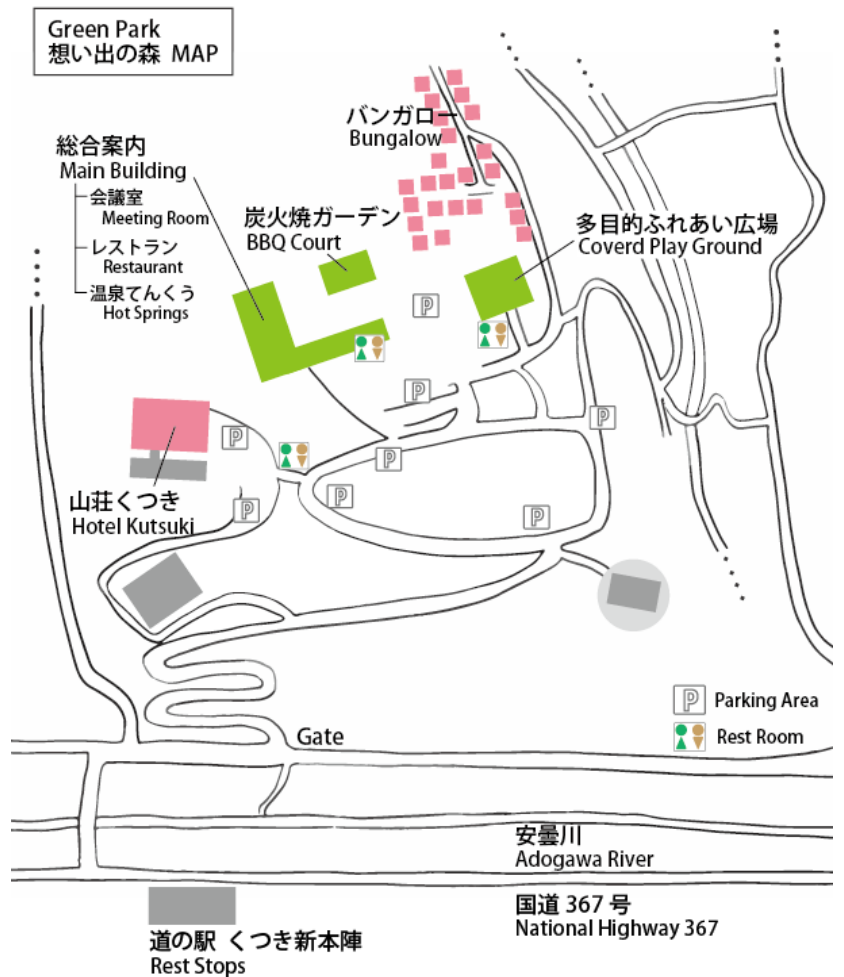 Green Park
想い出の森 MAP
バンガロー
Bungalow
総合案内
Main Building
会議室
Meeting Room
レストラン
Restaurant
温泉てんくう
Hot Springs
炭火焼ガーデン
BBQ Court
多目的ふれあい広場
Coverd Play Ground
P
P
P
P
P
P
P
P
山荘くつき
Hotel Kutsuki
P Parking Area
Rest Room
Gate
安曇川
Adogawa River
国道 367 号
National Highway 367
道の駅 くつき新本陣
Rest Stops